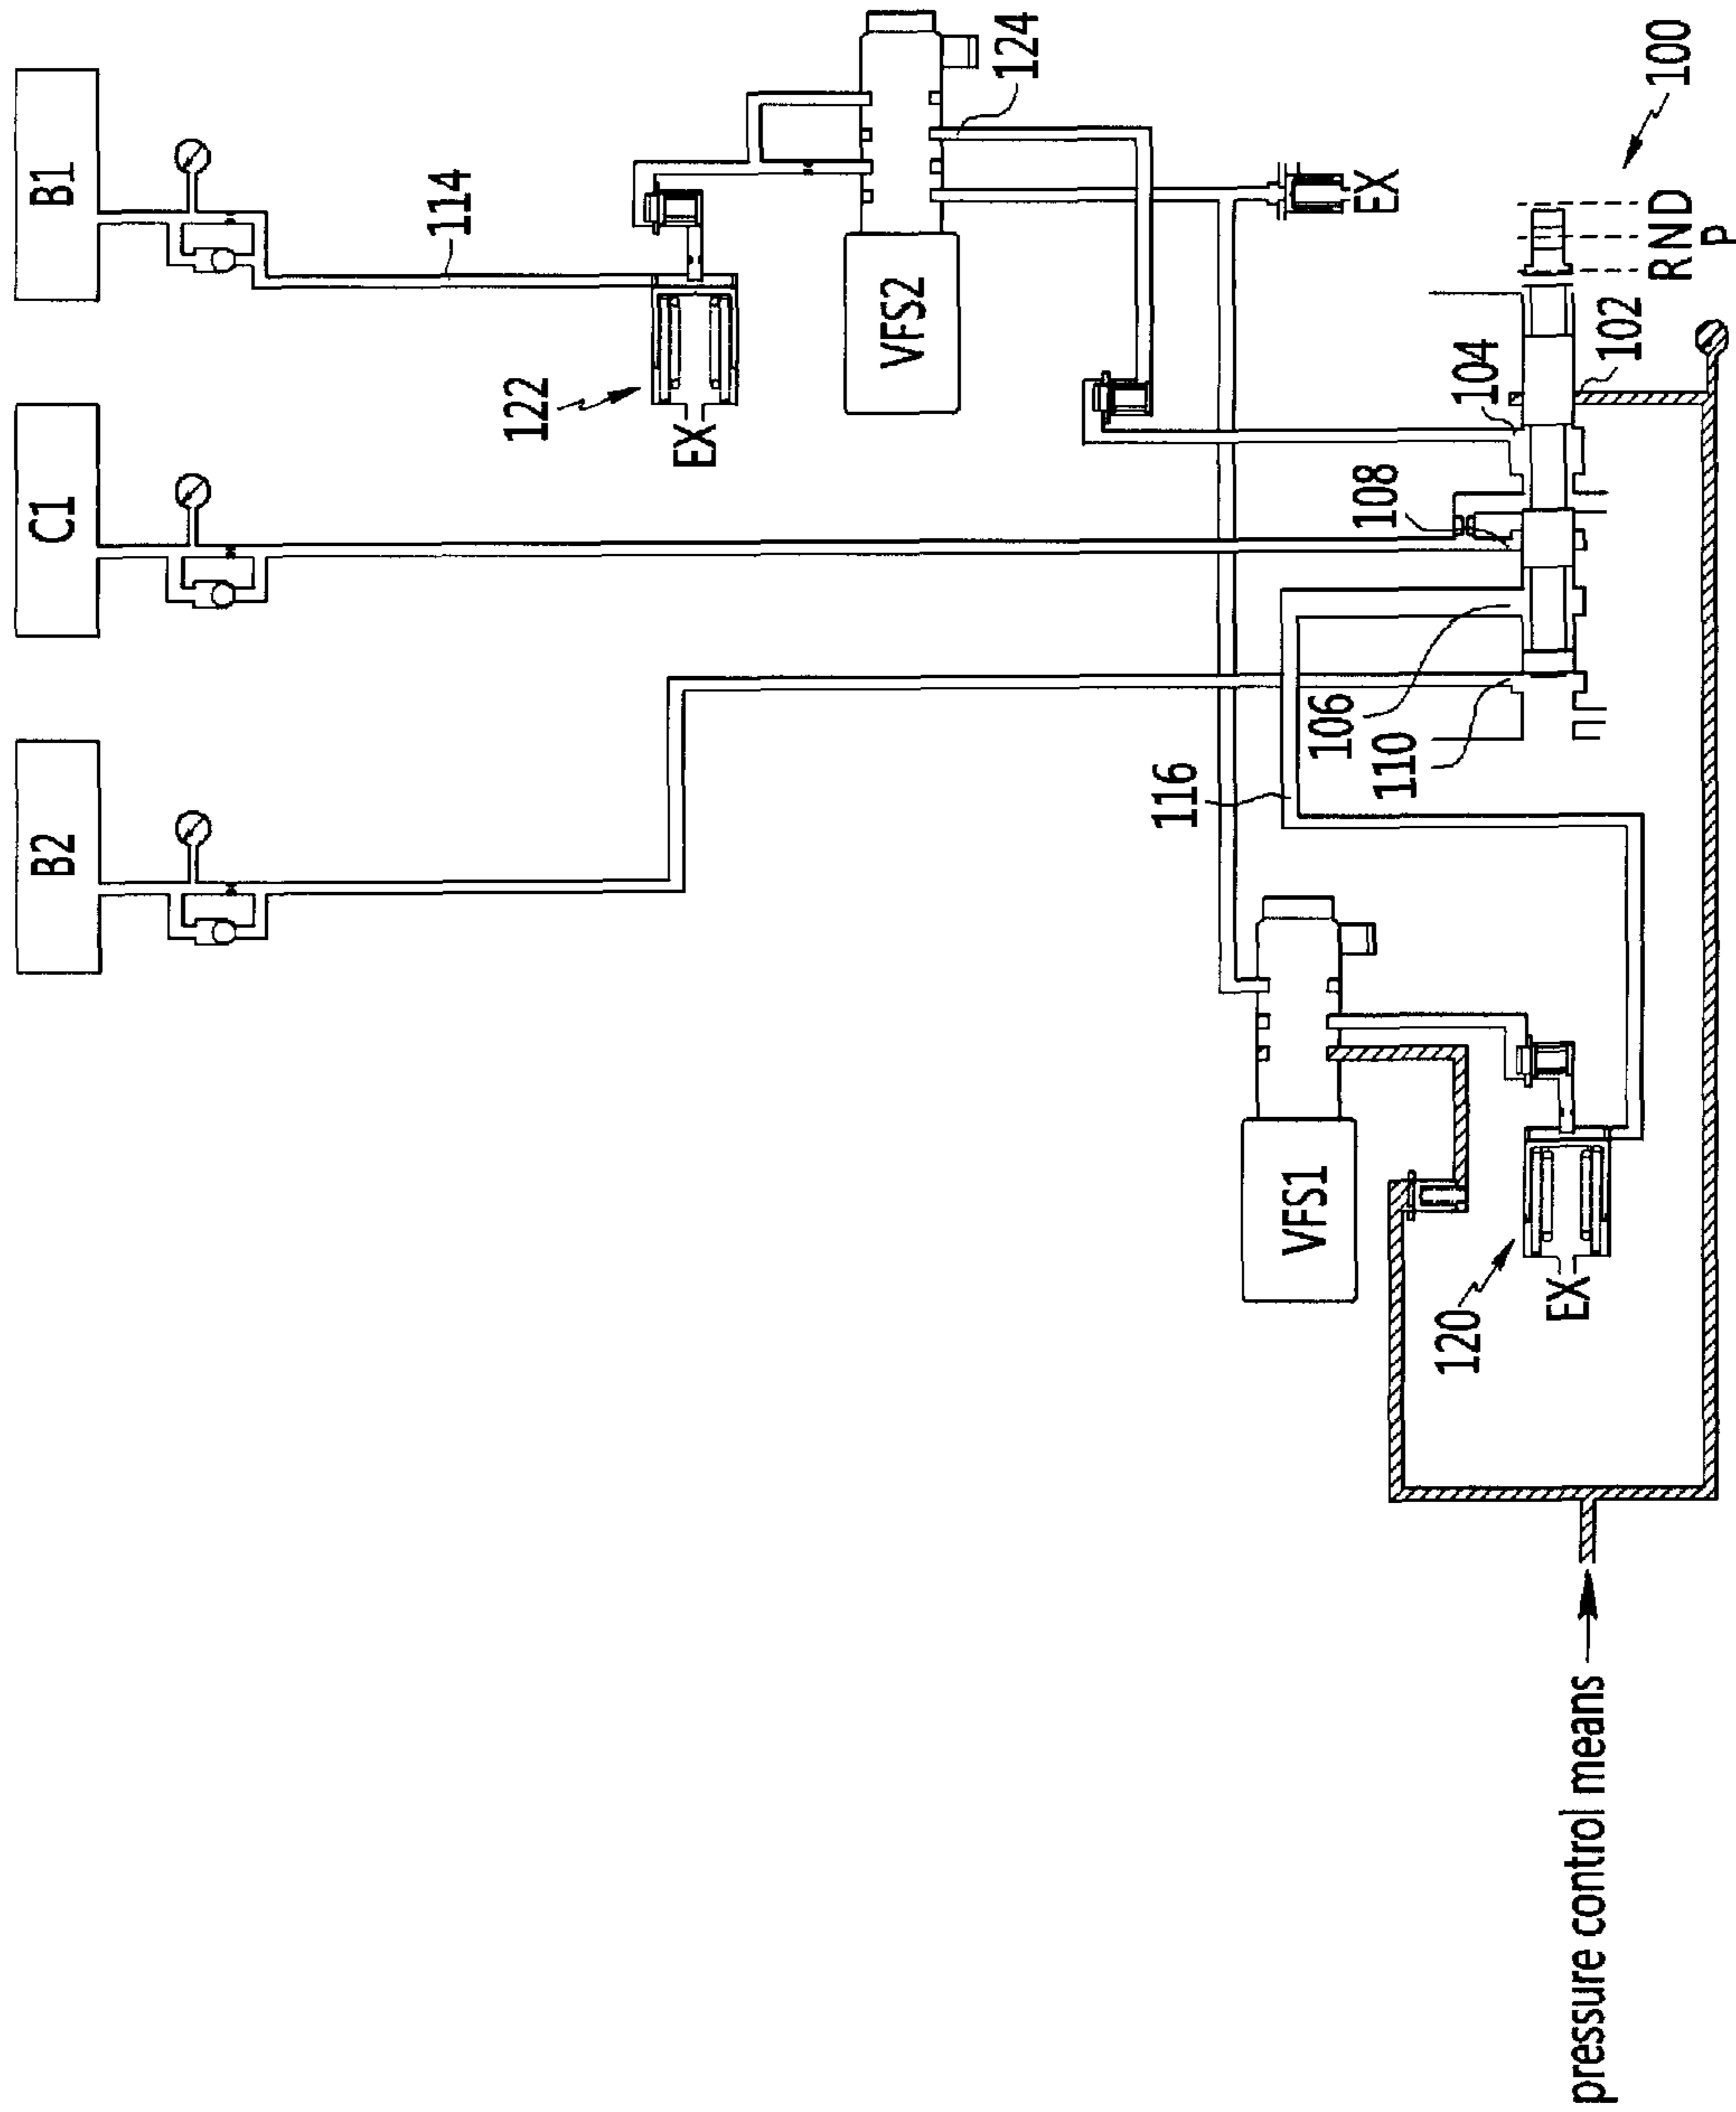 B1
C1
B2
114
122
EX
VFS2
124
EX
100
R N D
P
102
104
108
106
110
116
VFS1
120
EX
pressure control means